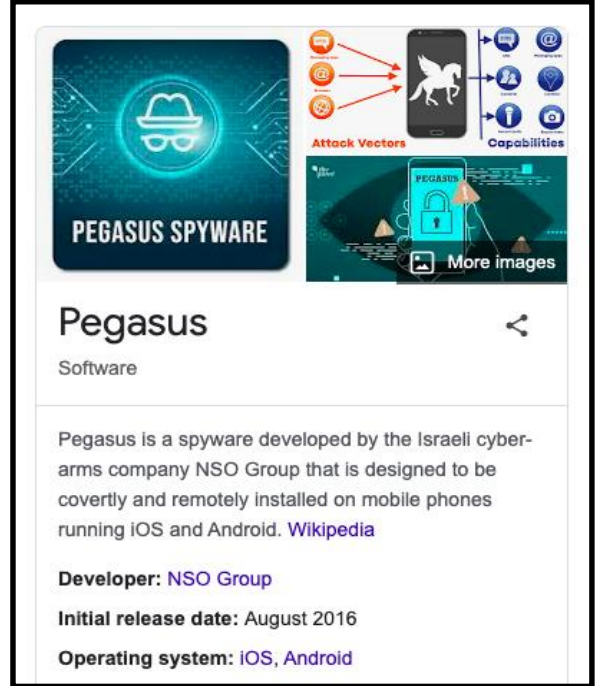 PEGASUS SPYWARE
Attack Vectors
Capabilities
PEGASUS
More images
Pegasus
Software
Pegasus is a spyware developed by the Israeli cyber-
arms company NSO Group that is designed to be
covertly and remotely installed on mobile phones
running iOS and Android. Wikipedia
Developer: NSO Group
Initial release date: August 2016
Operating system: iOS, Android